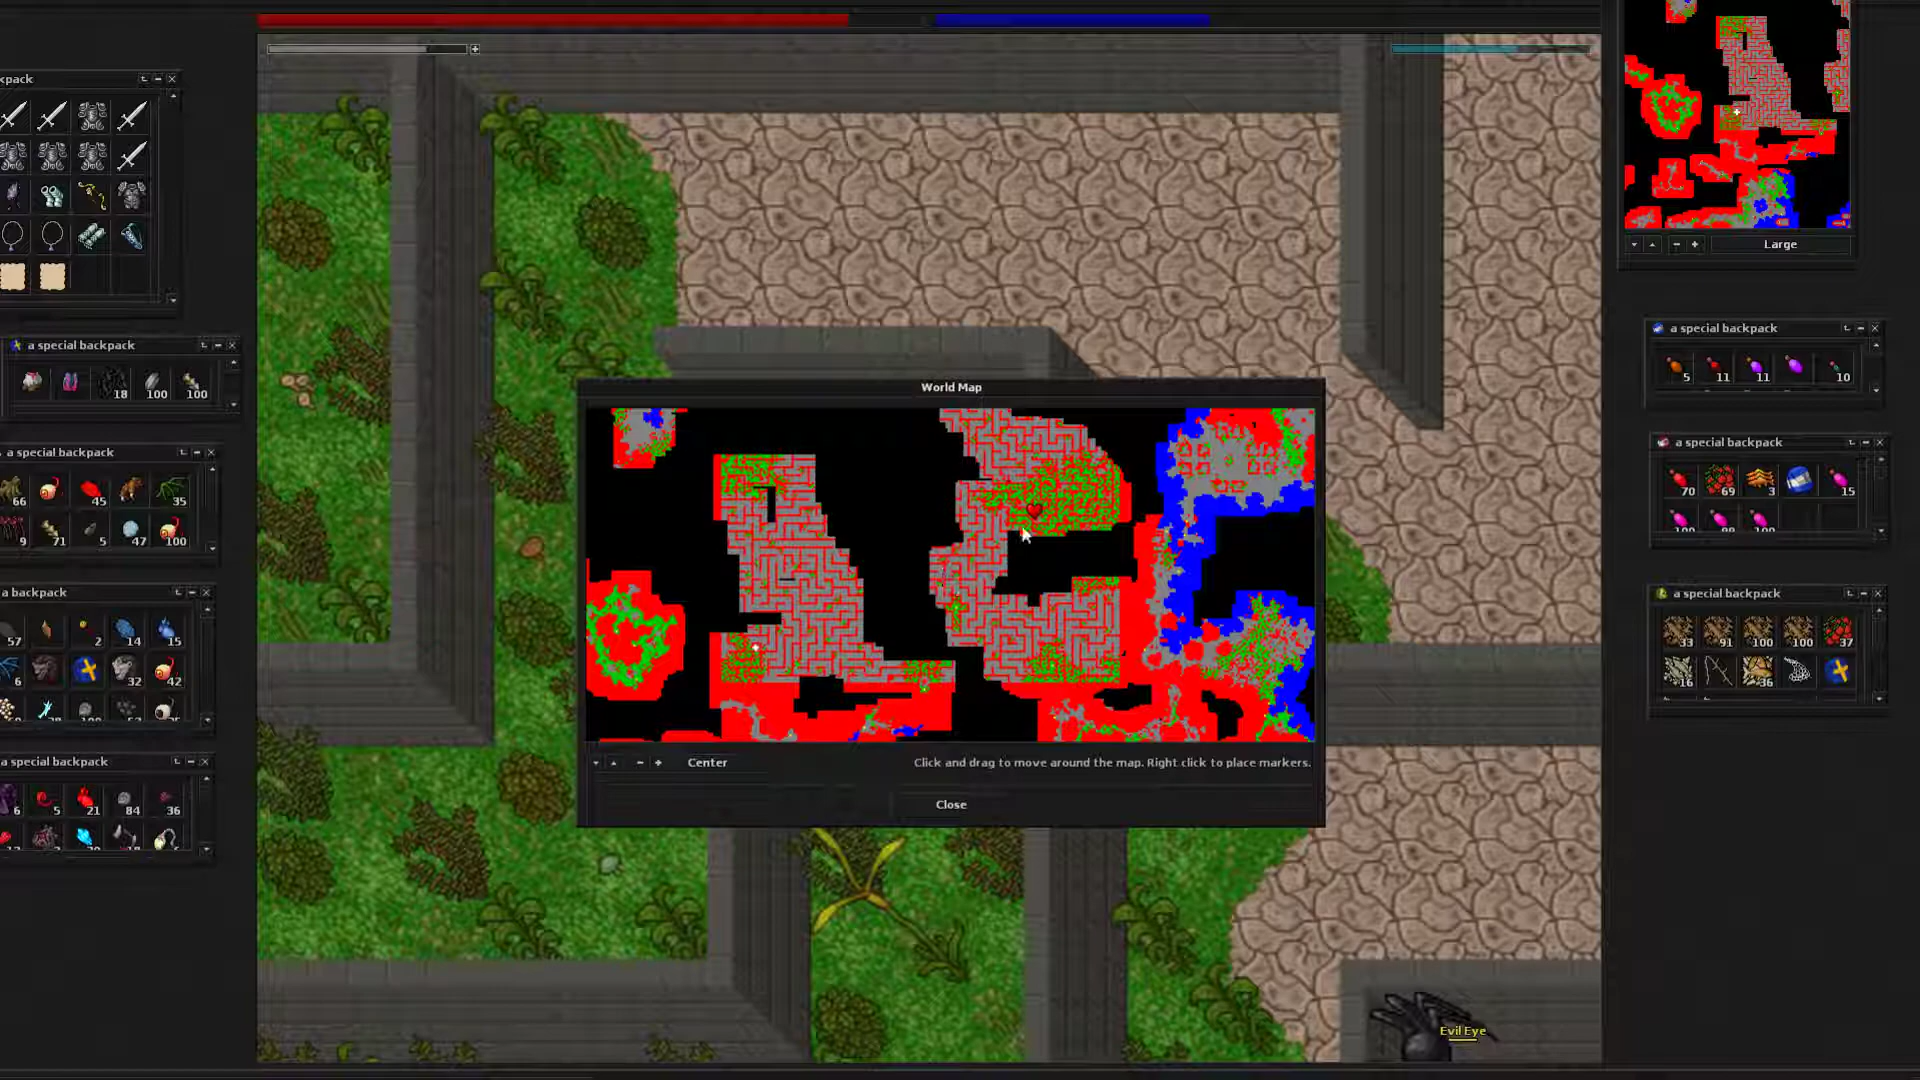 kpack
a special backpack
18
100
100
a special backpack
66
45
35
9
71
5
47
100
a backpack
57
2
14
15
6
32
42
a special backpack
6
5
21
84
36
World Map
Center
Click and drag to move around the map. Right click to place markers.
Close
Evil Eye
Large
a special backpack
5
11
11
10
a special backpack
70
69
3
15
a special backpack
33
91
100
100
37
16
36